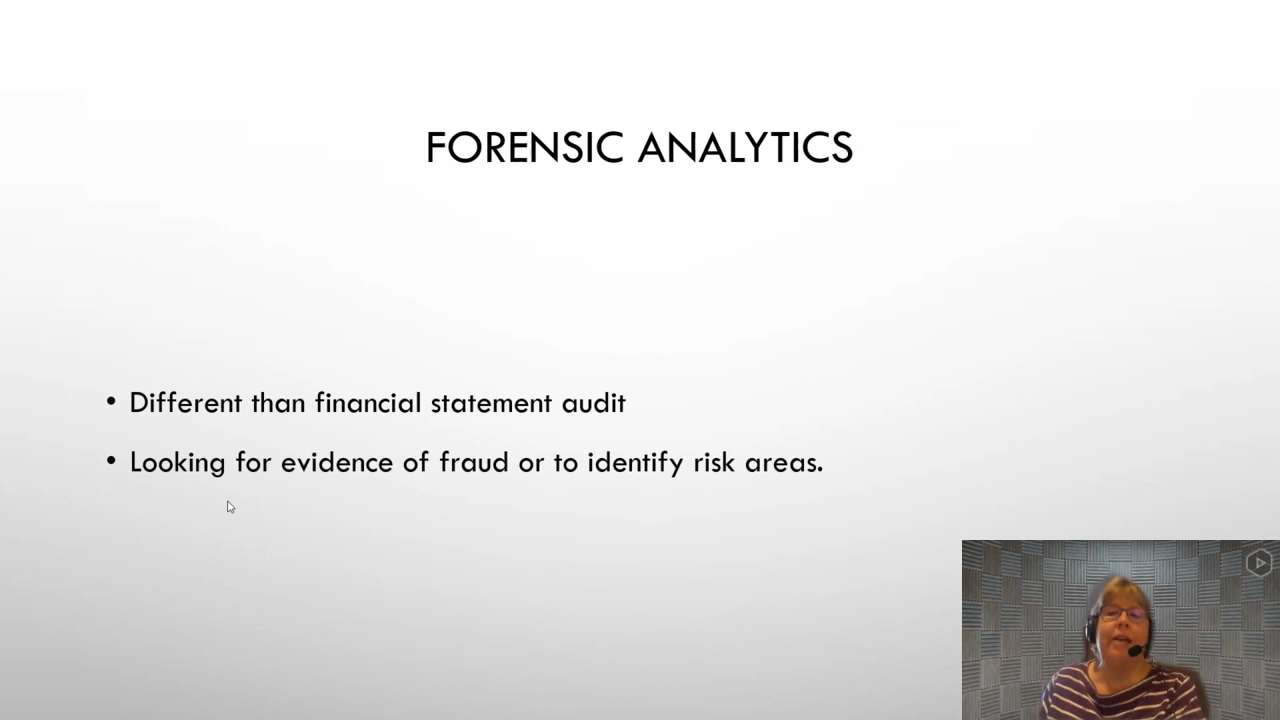 FORENSIC ANALYTICS
• Different than financial statement audit
• Looking for evidence of fraud or to identify risk areas.